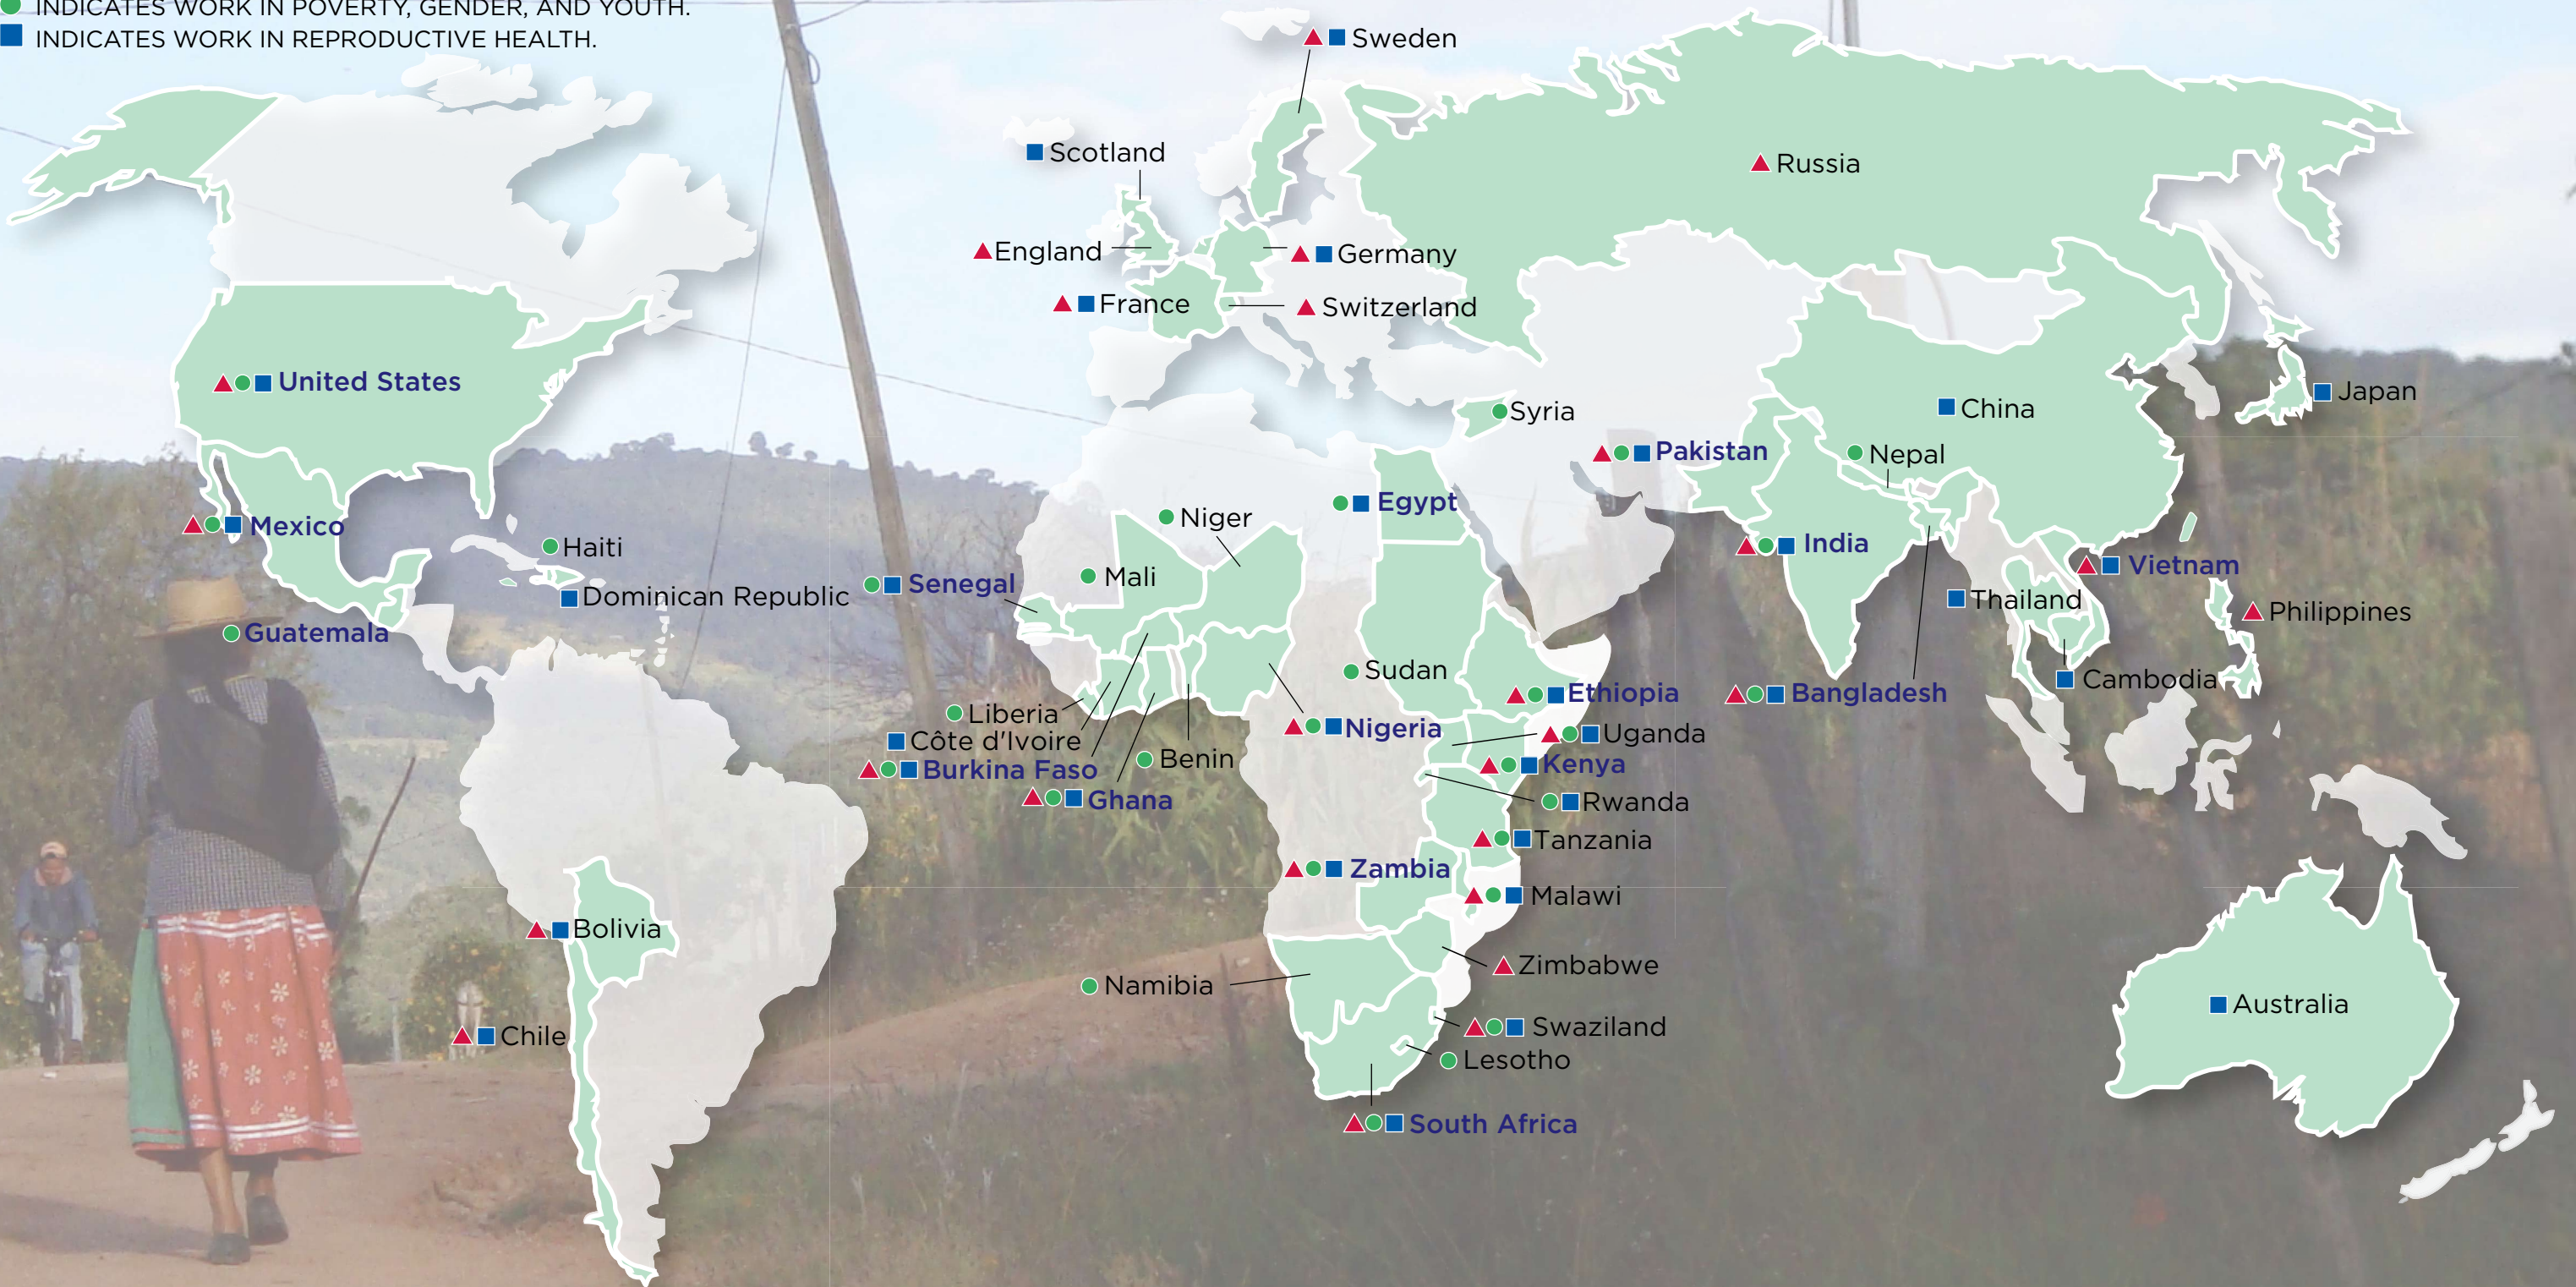 INDICATES WORK IN POVERTY, GENDER, AND YOUTH.
INDICATES WORK IN REPRODUCTIVE HEALTH.
Sweden
Scotland
Russia
England
Germany
France
Switzerland
United States
Syria
China
Japan
Pakistan
Nepal
Mexico
Niger
Egypt
Haiti
India
Mali
Vietnam
Senegal
Dominican Republic
Thailand
Philippines
Guatemala
Sudan
Cambodia
Ethiopia
Bangladesh
Liberia
Nigeria
Uganda
Côte d'Ivoire
Benin
Burkina Faso
Kenya
Ghana
Rwanda
Tanzania
Zambia
Malawi
Bolivia
Zimbabwe
Namibia
Australia
Swaziland
Chile
Lesotho
South Africa